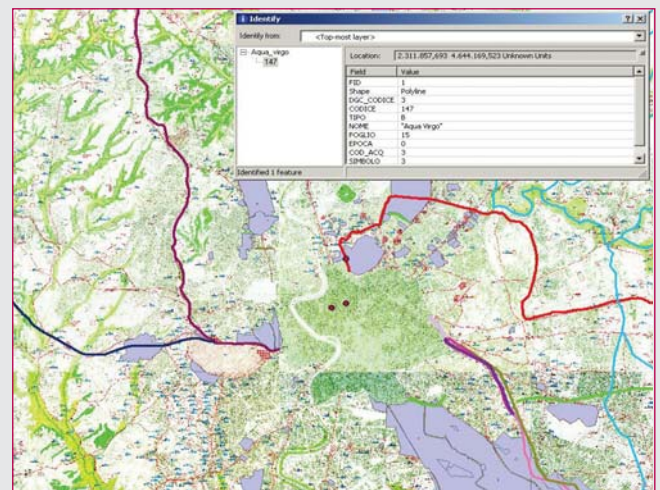 Identify
Identify from: <Top-most layer>
Aqua_virgo
147
Location: 2.311.857,693 4.644.169,523 Unknown Units
Field Value
FID 1
Shape Polyline
DGC_CODICE 3
CODICE 147
TIPO B
NOME "Aqua Virgo"
FOGLIO 15
EPOCA 0
COD_ACQ 3
SIMBOLO 3
Identified 1 feature